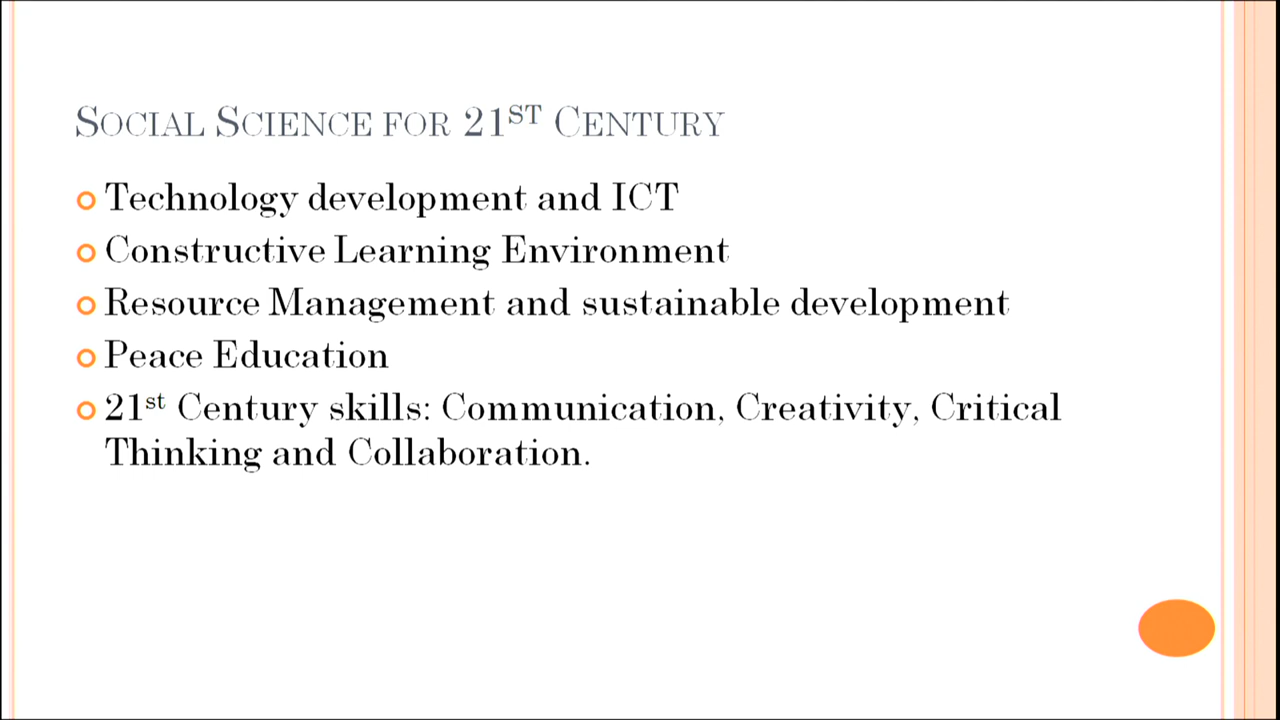 Social Science for 21st Century
Technology development and ICT
Constructive Learning Environment
Resource Management and sustainable development
Peace Education
21st Century skills: Communication, Creativity, Critical
Thinking and Collaboration.